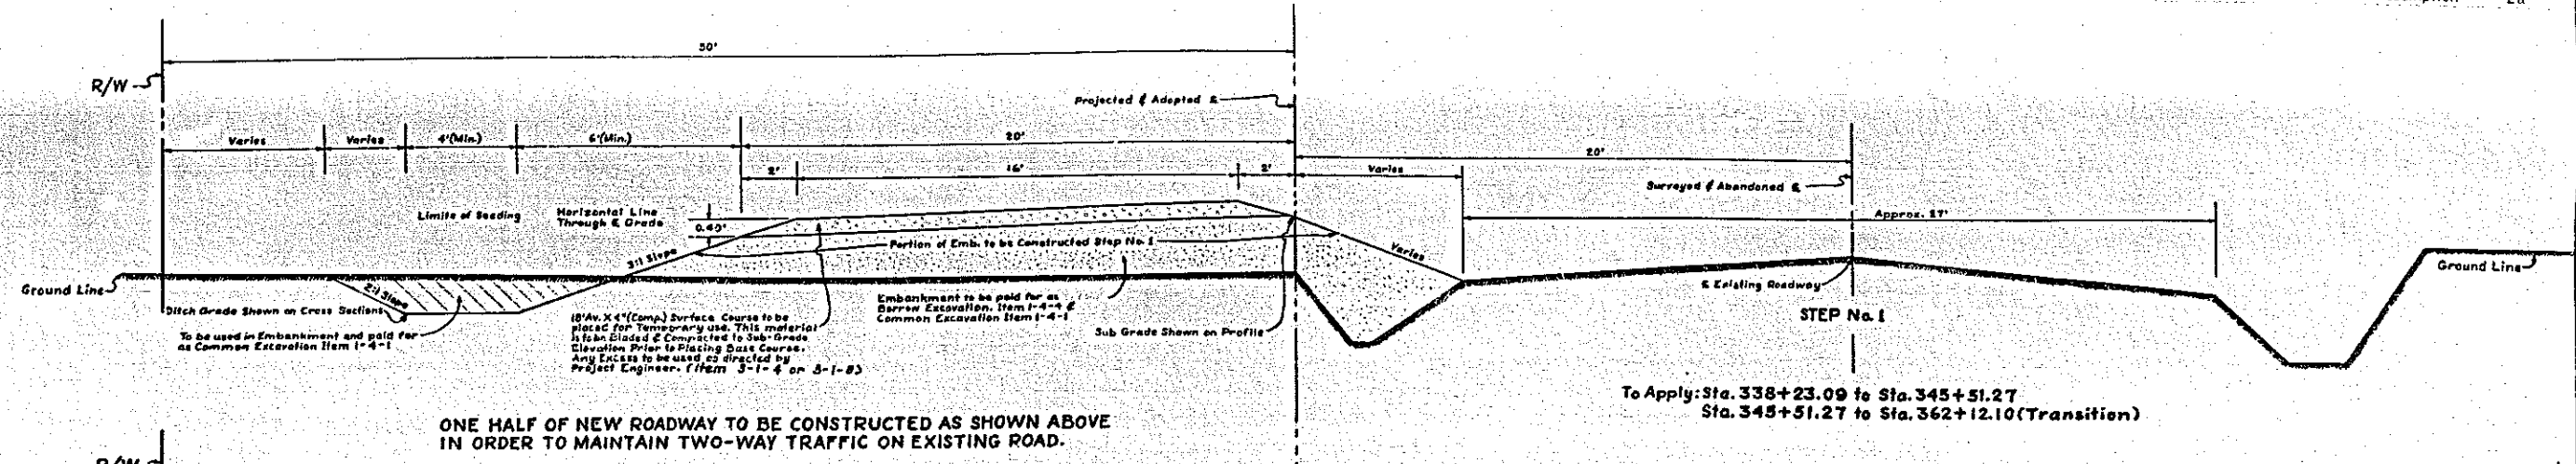 50'
R/W
Projected & Adopted ℄
Varies
Varies
4'(Min.)
6'(Min.)
20'
20'
2'
16'
2'
Varies
Surveyed & Abandoned ℄
Limits of Seeding
Horizontal Line
Through ℄ Grade
0.40'
Approx. 27'
Portion of Emb. to be Constructed Step No. 1
3:1 Slope
Varies
Ground Line
Ground Line
2:1 Slope
℄ Existing Roadway
Ditch Grade Shown on Cross Sections
Embankment to be paid for as
Borrow Excavation, Item 1-4-4 &
Common Excavation Item 1-4-1
STEP No. 1
To be used in Embankment and paid for
as Common Excavation Item 1-4-1
18'Av. X 4"(Comp.) Surface Course to be
placed for Temporary use. This material
is to be Bladed & Compacted to Sub-Grade
Elevation Prior to Placing Base Course.
Any Excess to be used as directed by
Project Engineer. (Item 3-1-4 or 3-1-8)
Sub Grade Shown on Profile
To Apply: Sta. 338+23.09 to Sta. 345+51.27
Sta. 345+51.27 to Sta. 362+12.10 (Transition)
ONE HALF OF NEW ROADWAY TO BE CONSTRUCTED AS SHOWN ABOVE
IN ORDER TO MAINTAIN TWO-WAY TRAFFIC ON EXISTING ROAD.
R/W